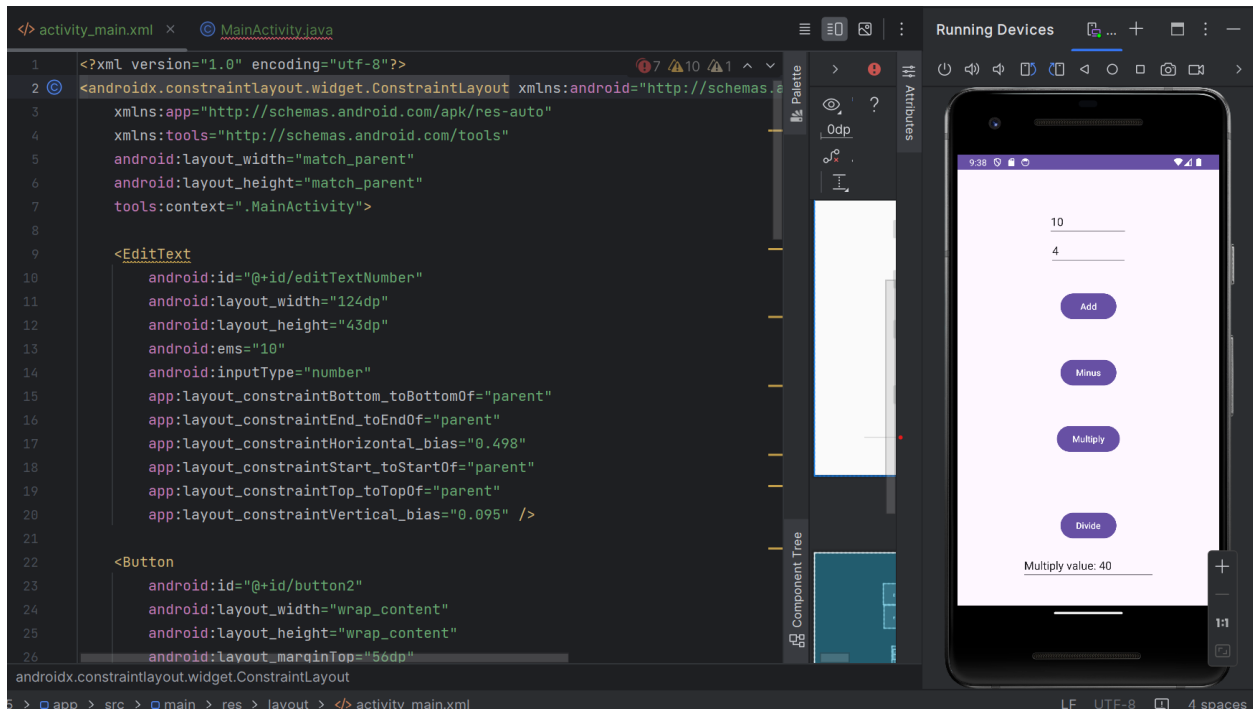 activity_main.xml
MainActivity.java
Running Devices
...
1 <?xml version="1.0" encoding="utf-8"?>
7 10 1
2 <androidx.constraintlayout.widget.ConstraintLayout xmlns:android="http://schemas.a
3 xmlns:app="http://schemas.android.com/apk/res-auto"
4 xmlns:tools="http://schemas.android.com/tools"
5 android:layout_width="match_parent"
6 android:layout_height="match_parent"
7 tools:context=".MainActivity">
8
9 <EditText
10 android:id="@+id/editTextNumber"
11 android:layout_width="124dp"
12 android:layout_height="43dp"
13 android:ems="10"
14 android:inputType="number"
15 app:layout_constraintBottom_toBottomOf="parent"
16 app:layout_constraintEnd_toEndOf="parent"
17 app:layout_constraintHorizontal_bias="0.498"
18 app:layout_constraintStart_toStartOf="parent"
19 app:layout_constraintTop_toTopOf="parent"
20 app:layout_constraintVertical_bias="0.095" />
21
22 <Button
23 android:id="@+id/button2"
24 android:layout_width="wrap_content"
25 android:layout_height="wrap_content"
26 android:layout_marginTop="56dp"
androidx.constraintlayout.widget.ConstraintLayout
5 > app > src > main > res > layout > activity_main.xml
LF UTF-8 4 spaces
Palette
Component Tree
0dp
Attributes
9:38
10
4
Add
Minus
Multiply
Divide
Multiply value: 40
1:1